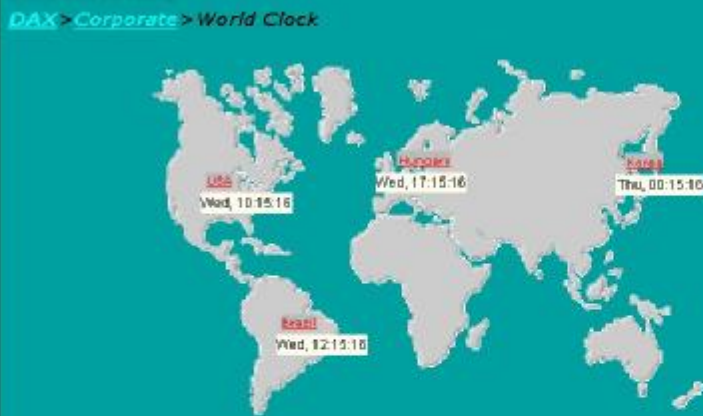 DAX>Corporate>World Clock
Hungary
Korea
USA
Wed, 17:15:16
Thu, 00:15:16
Wed, 10:15:16
Brazil
Wed, 12:15:16